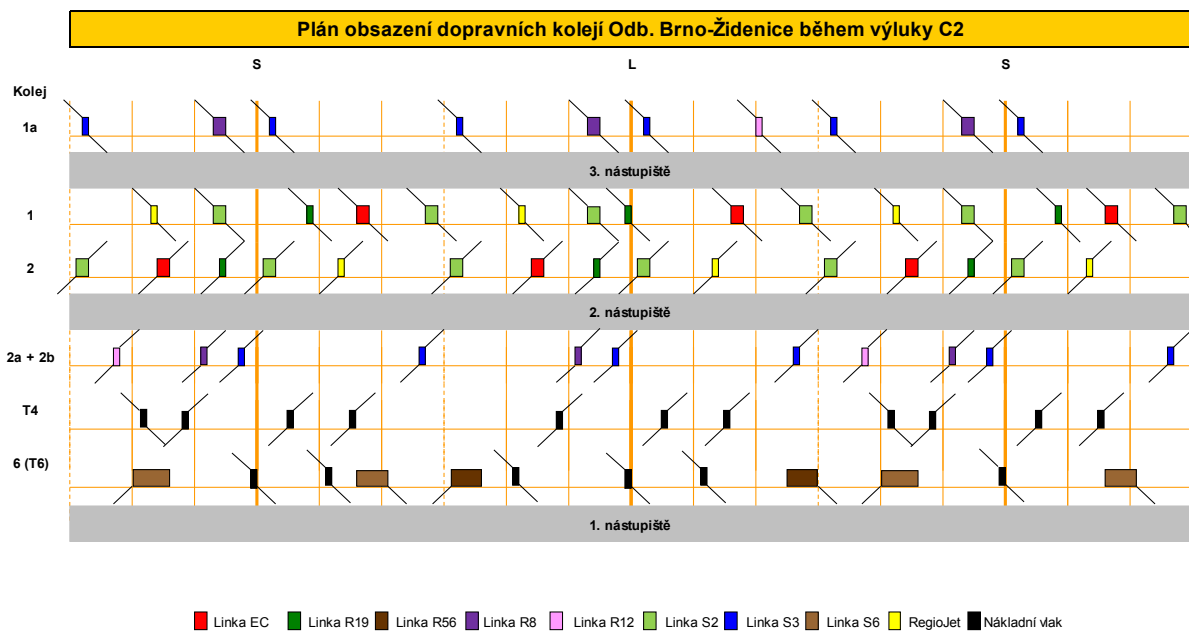 Plán obsazení dopravních kolejí Odb. Brno-Židenice během výluky C2
S L S
Kolej
1a
3. nástupiště
1
2
2. nástupiště
2a + 2b
T4
6 (T6)
1. nástupiště
Linka EC Linka R19 Linka R56 Linka R8 Linka R12 Linka S2 Linka S3 Linka S6 RegioJet Nákladní vlak